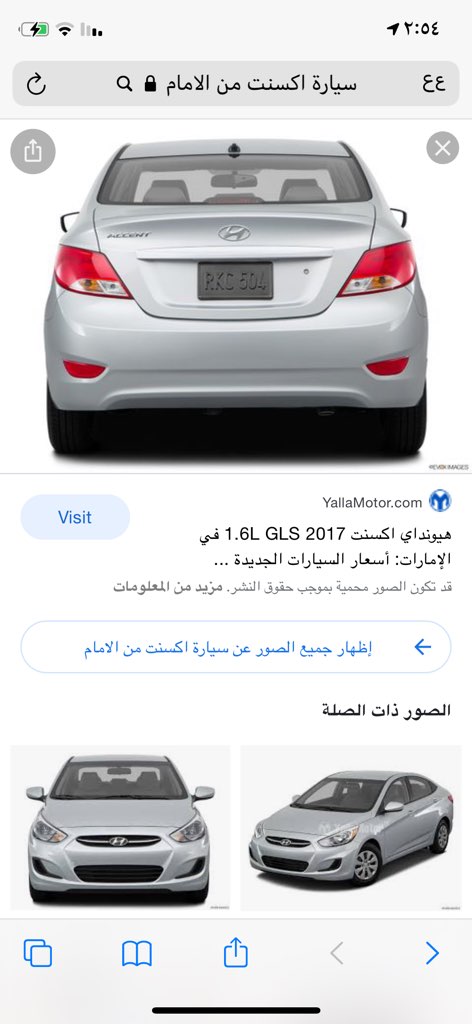 ٢:٥٤
عع
سيارة اكسنت من الامام
ACCENT
RKC 504
©EVOX IMAGES
YallaMotor.com
Visit
هيونداي اكسنت 1.6L GLS 2017 في
الإمارات: أسعار السيارات الجديدة ...
قد تكون الصور محمية بموجب حقوق النشر. مزيد من المعلومات
إظهار جميع الصور عن سيارة اكسنت من الامام
الصور ذات الصلة